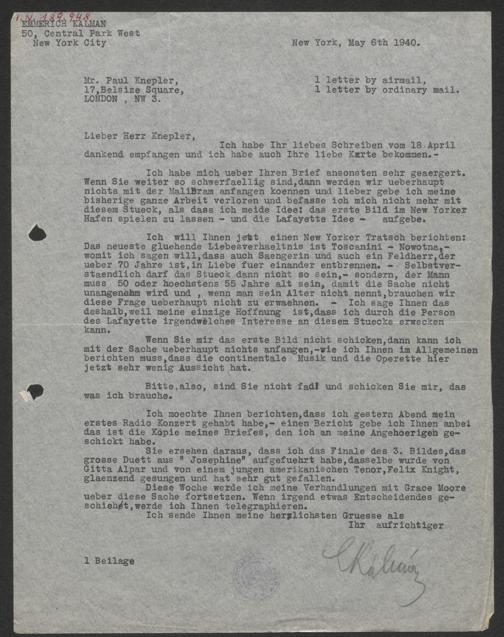 I.N. 189.948
EMMERICH KALMAN
50, Central Park West
New York City
New York, May 6th 1940.
Mr. Paul Knepler,
17,Belsize Square,
LONDON , NW 3.
1 letter by airmail,
1 letter by ordinary mail.
Lieber Herr Knepler,
Ich habe Ihr liebes Schreiben vom 18 April
dankend empfangen und ich habe auch Ihre liebe Karte bekommen.-
Ich habe mich ueber Ihren Brief ansonsten sehr geaergert.
Wenn Sie weiter so schwerfaellig sind,dann werden wir ueberhaupt
nichts mit der Malibram anfangen koennen und lieber gebe ich meine
bisherige ganze Arbeit verloren und befasse ich mich nicht mehr mit
diesem Stueck, als dass ich meide Idee: das erste Bild im New Yorker
Hafen spielen zu lassen - und die Lafayette Idee - aufgebe.
Ich will Ihnen jetzt einen New Yorker Tratsch berichten:
Das neueste gluehende Liebesverhaeltnis ist Toscanini - Nowotna,-
womit ich sagen will,dass auch Saengerin und auch ein Feldherr,der
ueber 70 Jahre ist,in Liebe fuer einander entbrennen. - Selbstver-
staendlich darf das Stueck dann nicht so sein,- sondern, der Mann
muss 50 oder hoechstens 55 Jahre alt sein, damit die Sache nicht
unangenehm wird und , wenn man sein Alter nicht nennt,brauchen wir
diese Frage ueberhaupt nicht zu erwaehnen. - Ich sage Ihnen das
deshalb,weil meine einzige Hoffnung ist,dass ich durch die Person
des Lafayette irgendwelches Interesse an diesem Stuecke erwecken
kann.
Wenn Sie mir das erste Bild nicht schicken,dann kann ich
mit der Sache ueberhaupt nichts anfangen,-wie ich Ihnen im Allgemeinen
berichten muss,dass die continentale Musik und die Operette hier
jetzt sehr wenig Aussicht hat.
Bitte,also, sind Sie nicht fad! und schicken Sie mir, das
was ich brauche.
Ich moechte Ihnen berichten,dass ich gestern Abend mein
erstes Radio Konzert gehabt habe,- einen Bericht gebe ich Ihnen anbei
das ist die Kopie meines Briefes, den ich an meine Angehoerigen ge-
schickt habe.
Sie ersehen daraus, dass ich das Finale des 3. Bildes,das
grosse Duett aus " Josephine" aufgefuehrt habe,dasselbe wurde von
Gitta Alpar und von einem jungen amerikanischen Tenor,Felix Knight,
glaenzend gesungen und hat sehr gut gefallen.
Diese Woche werde ich meine Verhandlungen mit Grace Moore
ueber diese Sache fortsetzen. Wenn irgend etwas Entscheidendes ge-
schieht,werde ich Ihnen telegraphieren.
Ich sende Ihnen meine herzlichsten Gruesse als
Ihr aufrichtiger
EKálmán
1 Beilage